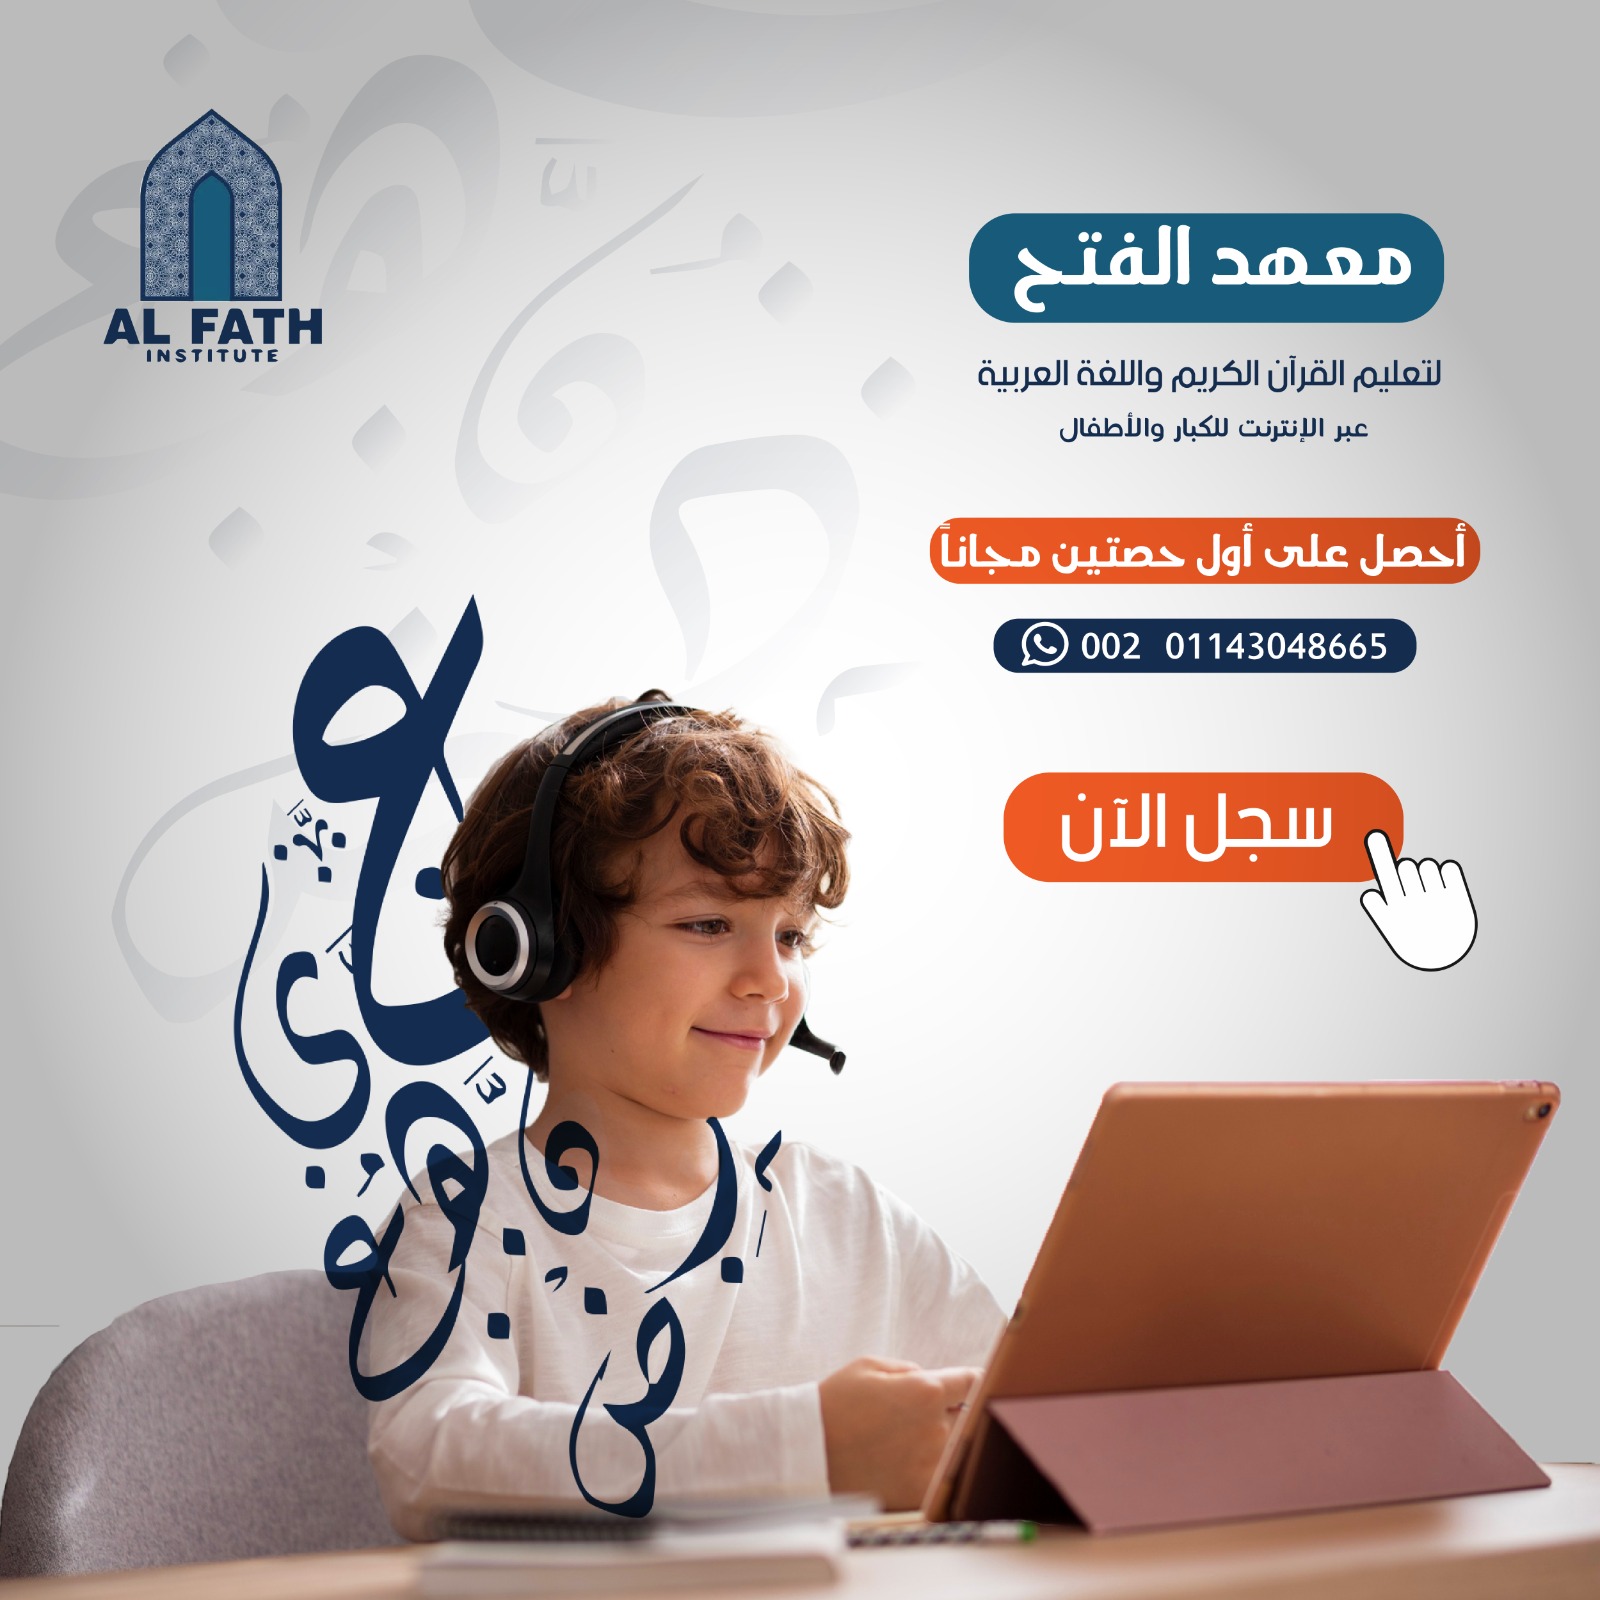 AL FATH
INSTITUTE
معهد الفتح
لتعليم القرآن الكريم واللغة العربية
عبر الإنترنت للكبار والأطفال
أحصل على أول حصتين مجاناً
002 01143048665
سجل الآن